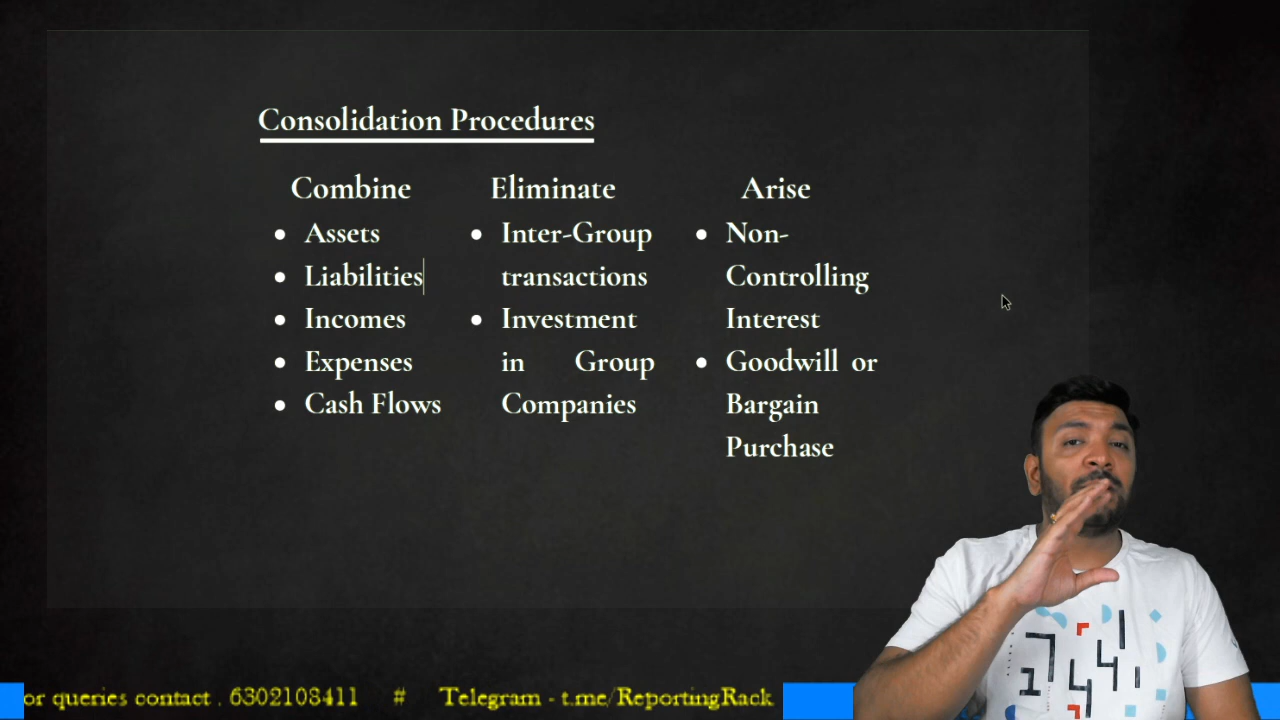 Consolidation Procedures
Combine
• Assets
• Liabilities
• Incomes
• Expenses
• Cash Flows
Eliminate
• Inter-Group
transactions
• Investment
in Group
Companies
Arise
• Non-
Controlling
Interest
• Goodwill or
Bargain
Purchase
or queries contact . 6302103411 # Telegram - t.me/ReportingRack